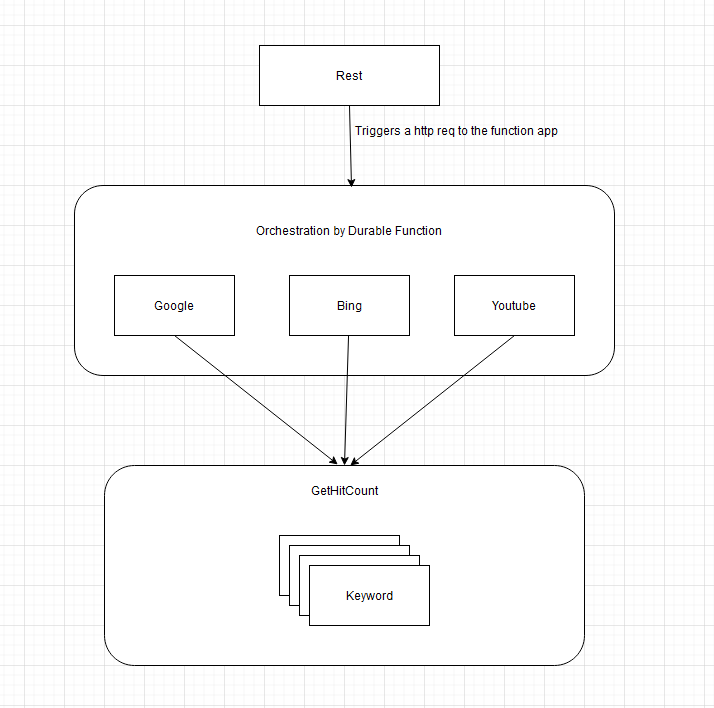 Rest
Triggers a http req to the function app
Orchestration by Durable Function
Google
Bing
Youtube
GetHitCount
Keyword